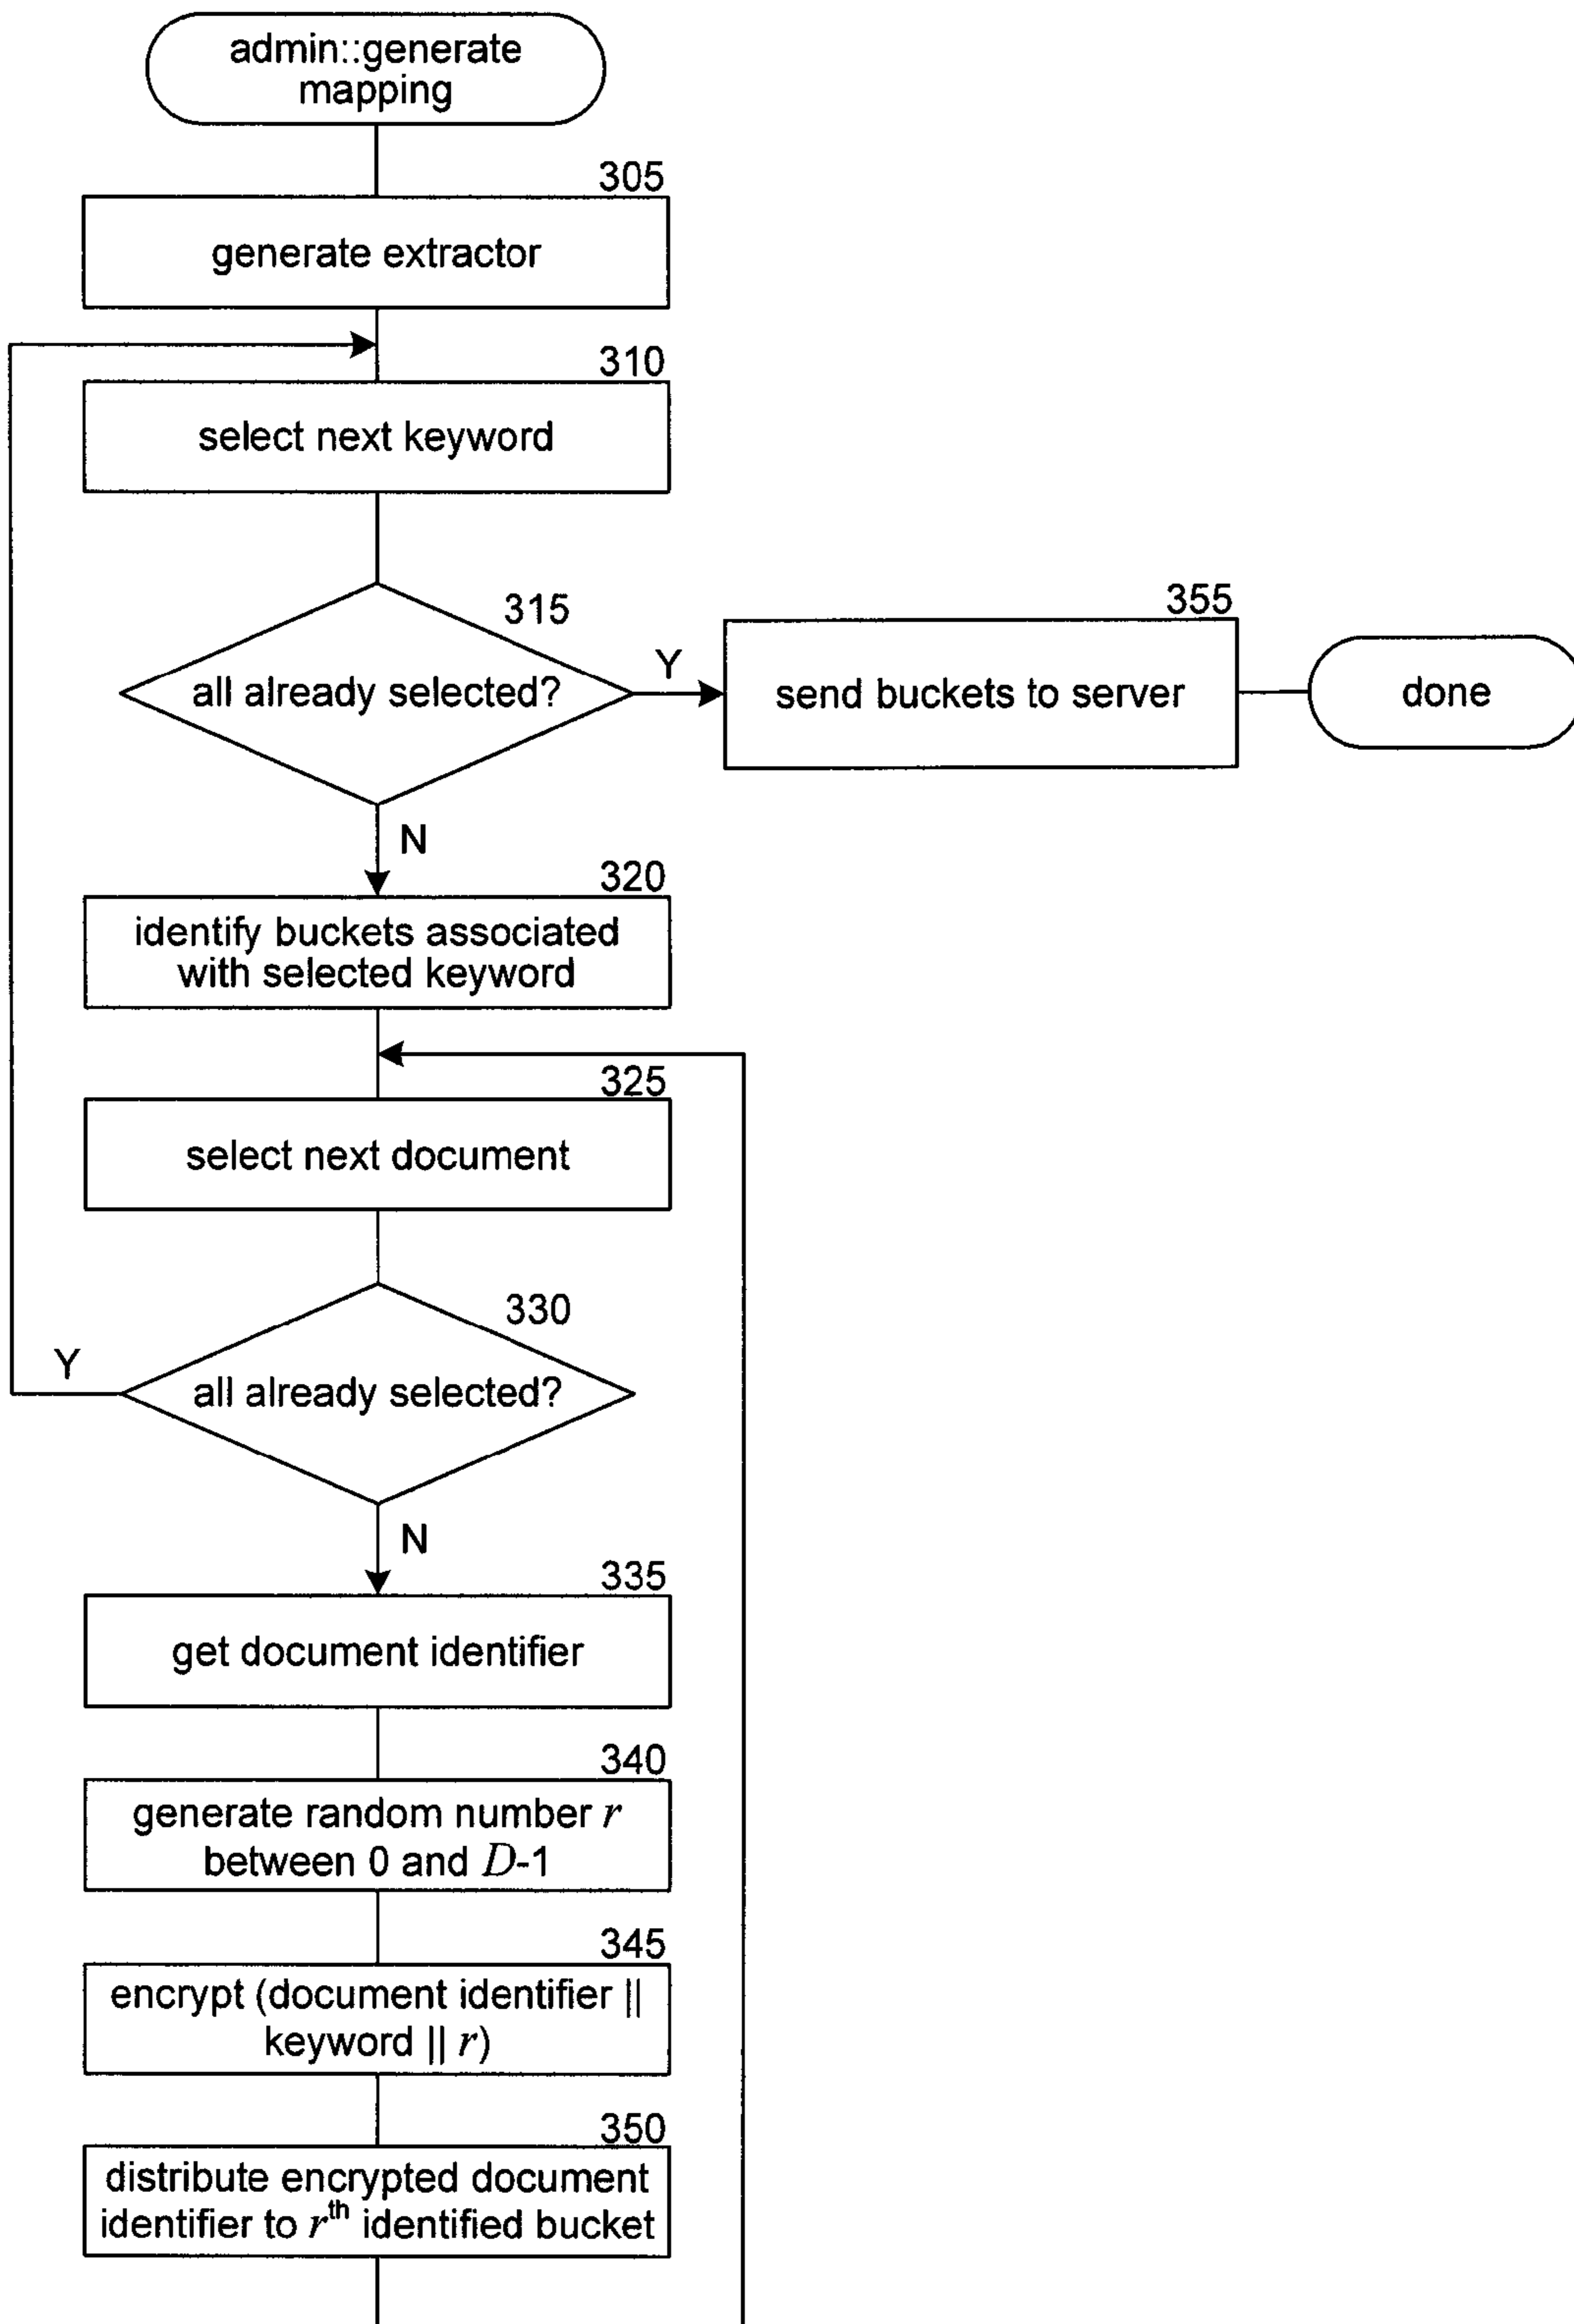 admin::generate
mapping
305
generate extractor
310
select next keyword
315
all already selected?
Y
355
send buckets to server
done
N
320
identify buckets associated
with selected keyword
325
select next document
330
all already selected?
Y
N
335
get document identifier
340
generate random number r
between 0 and D-1
345
encrypt (document identifier ||
keyword || r)
350
distribute encrypted document
identifier to rth identified bucket